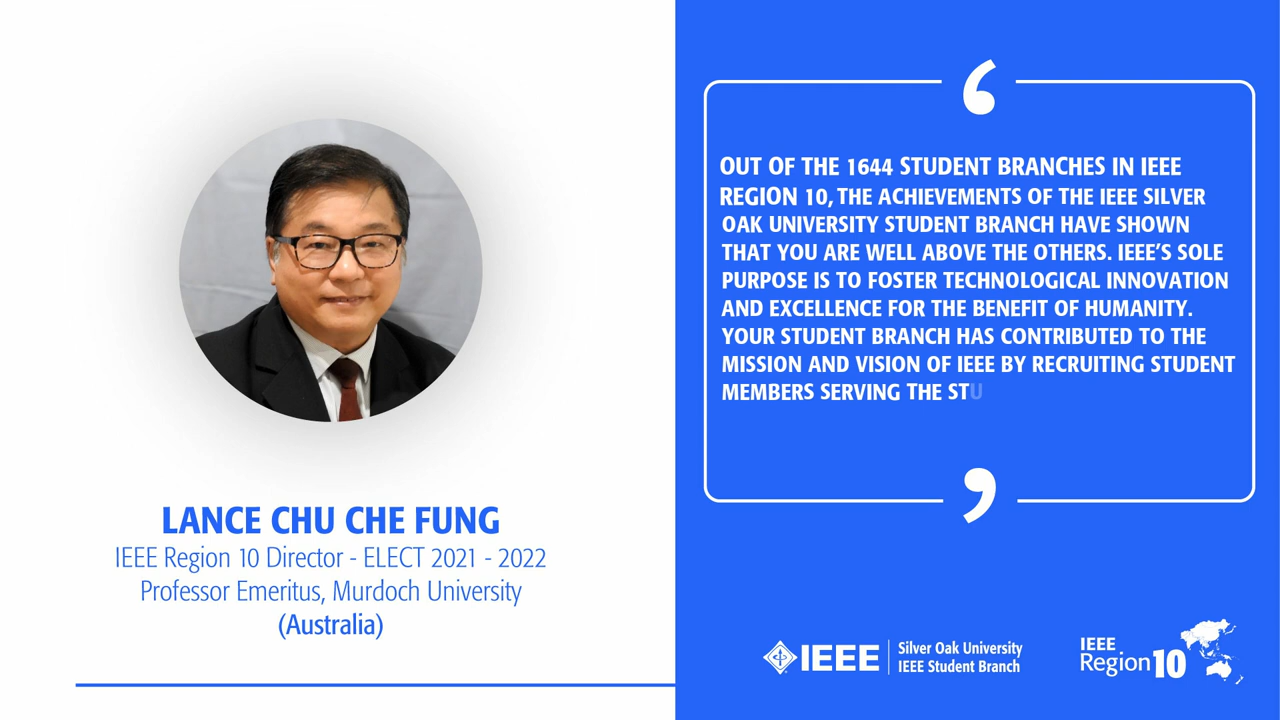 LANCE CHU CHE FUNG
IEEE Region 10 Director - ELECT 2021 - 2022
Professor Emeritus, Murdoch University
(Australia)
OUT OF THE 1644 STUDENT BRANCHES IN IEEE
REGION 10, THE ACHIEVEMENTS OF THE IEEE SILVER
OAK UNIVERSITY STUDENT BRANCH HAVE SHOWN
THAT YOU ARE WELL ABOVE THE OTHERS. IEEE’S SOLE
PURPOSE IS TO FOSTER TECHNOLOGICAL INNOVATION
AND EXCELLENCE FOR THE BENEFIT OF HUMANITY.
YOUR STUDENT BRANCH HAS CONTRIBUTED TO THE
MISSION AND VISION OF IEEE BY RECRUITING STUDENT
MEMBERS SERVING THE STU
IEEE
Silver Oak University
IEEE Student Branch
IEEE
Region 10